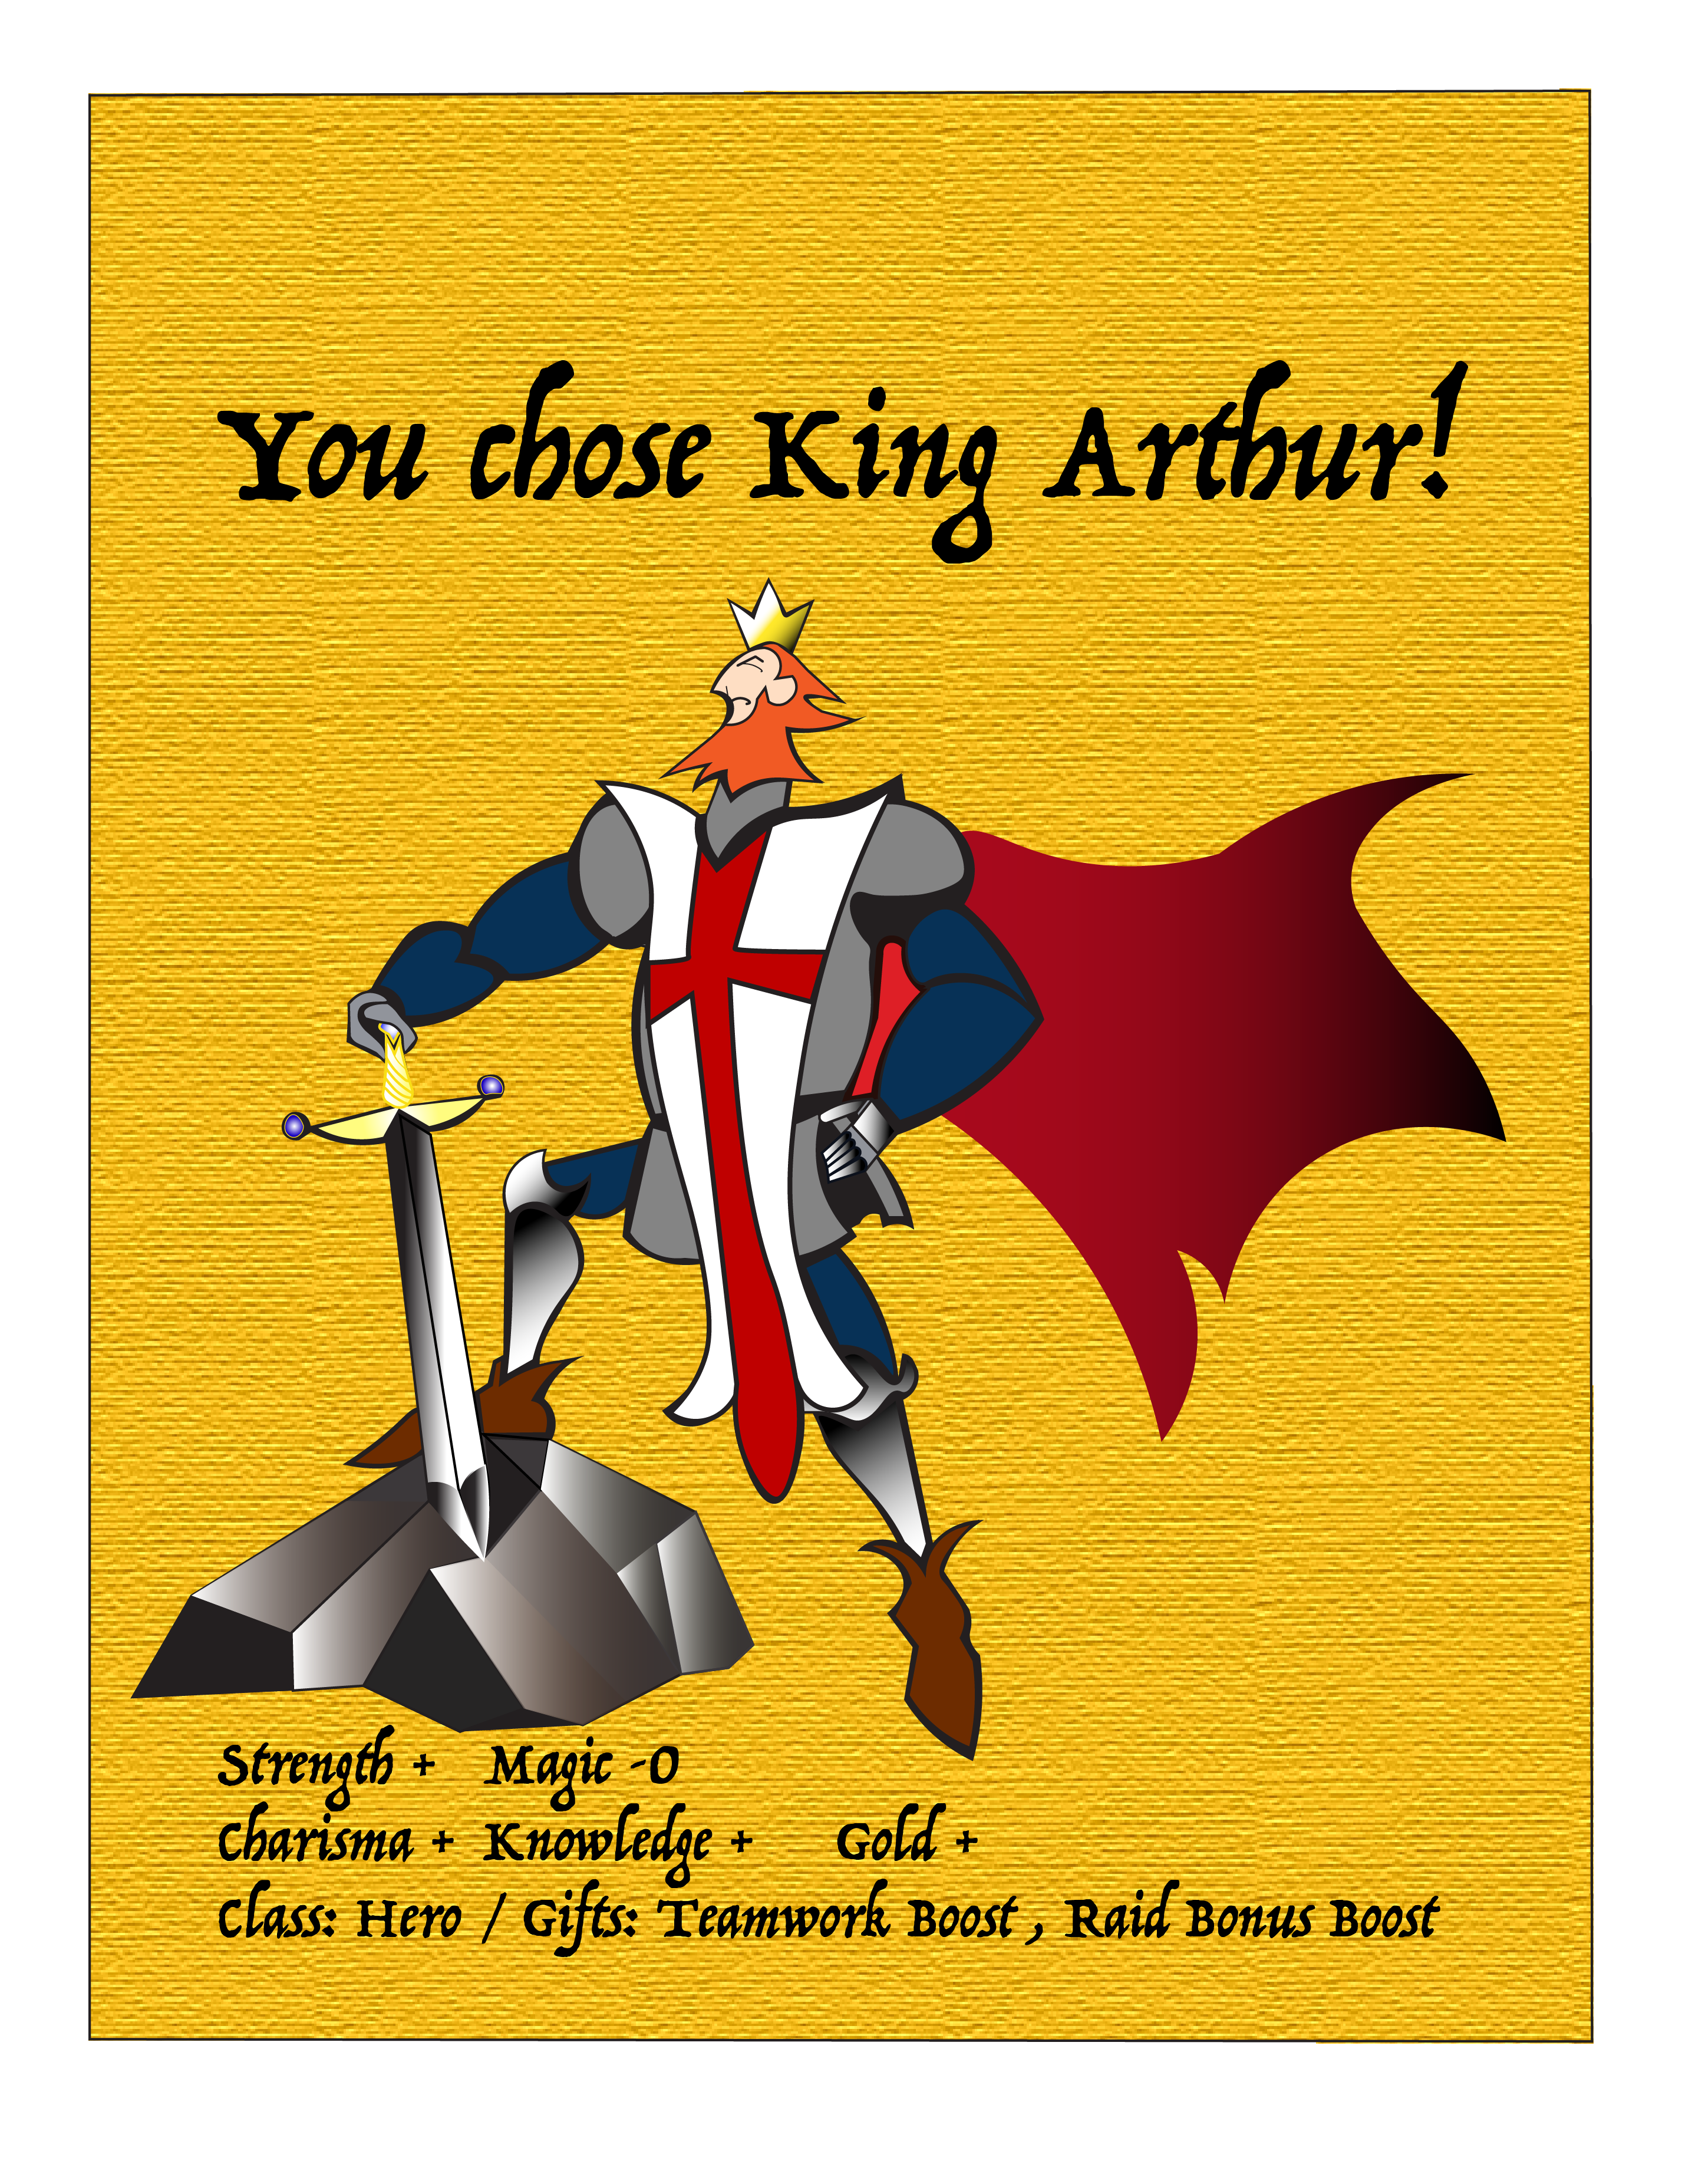 You chose King Arthur!
Strength + Magic -0
Charisma + Knowledge + Gold +
Class: Hero / Gifts: Teamwork Boost , Raid Bonus Boost